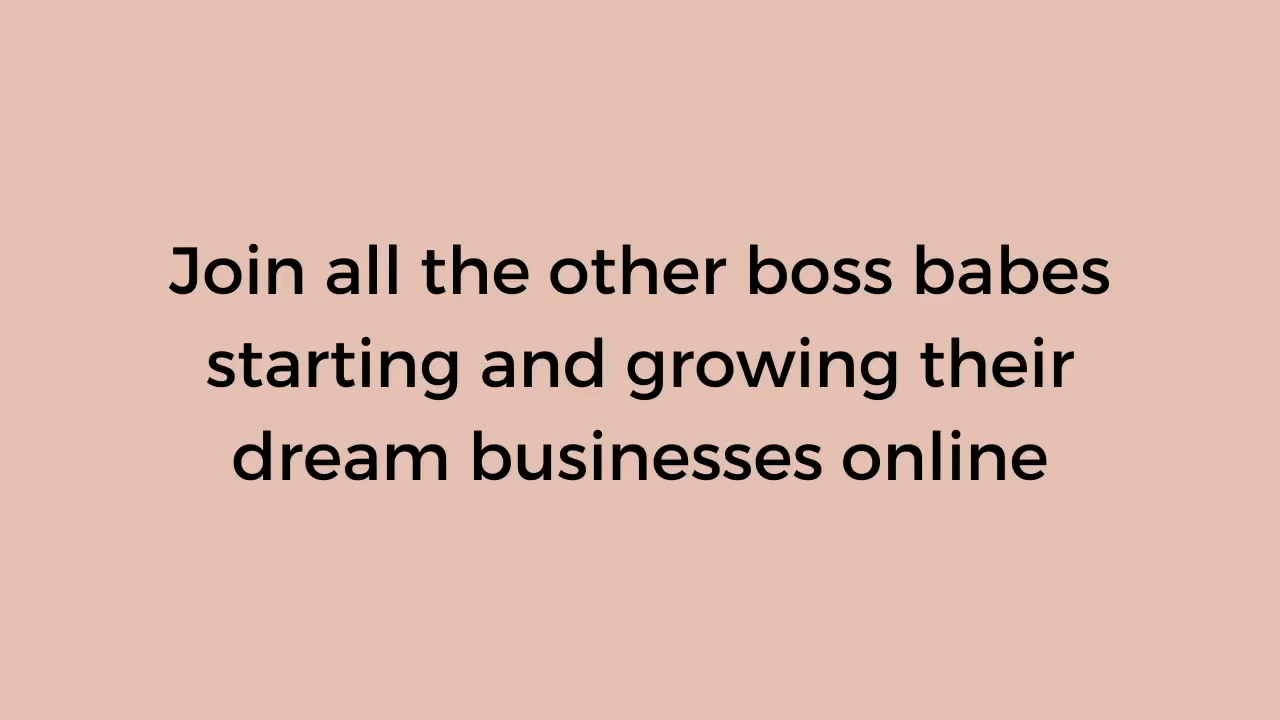 Join all the other boss babes
starting and growing their
dream businesses online